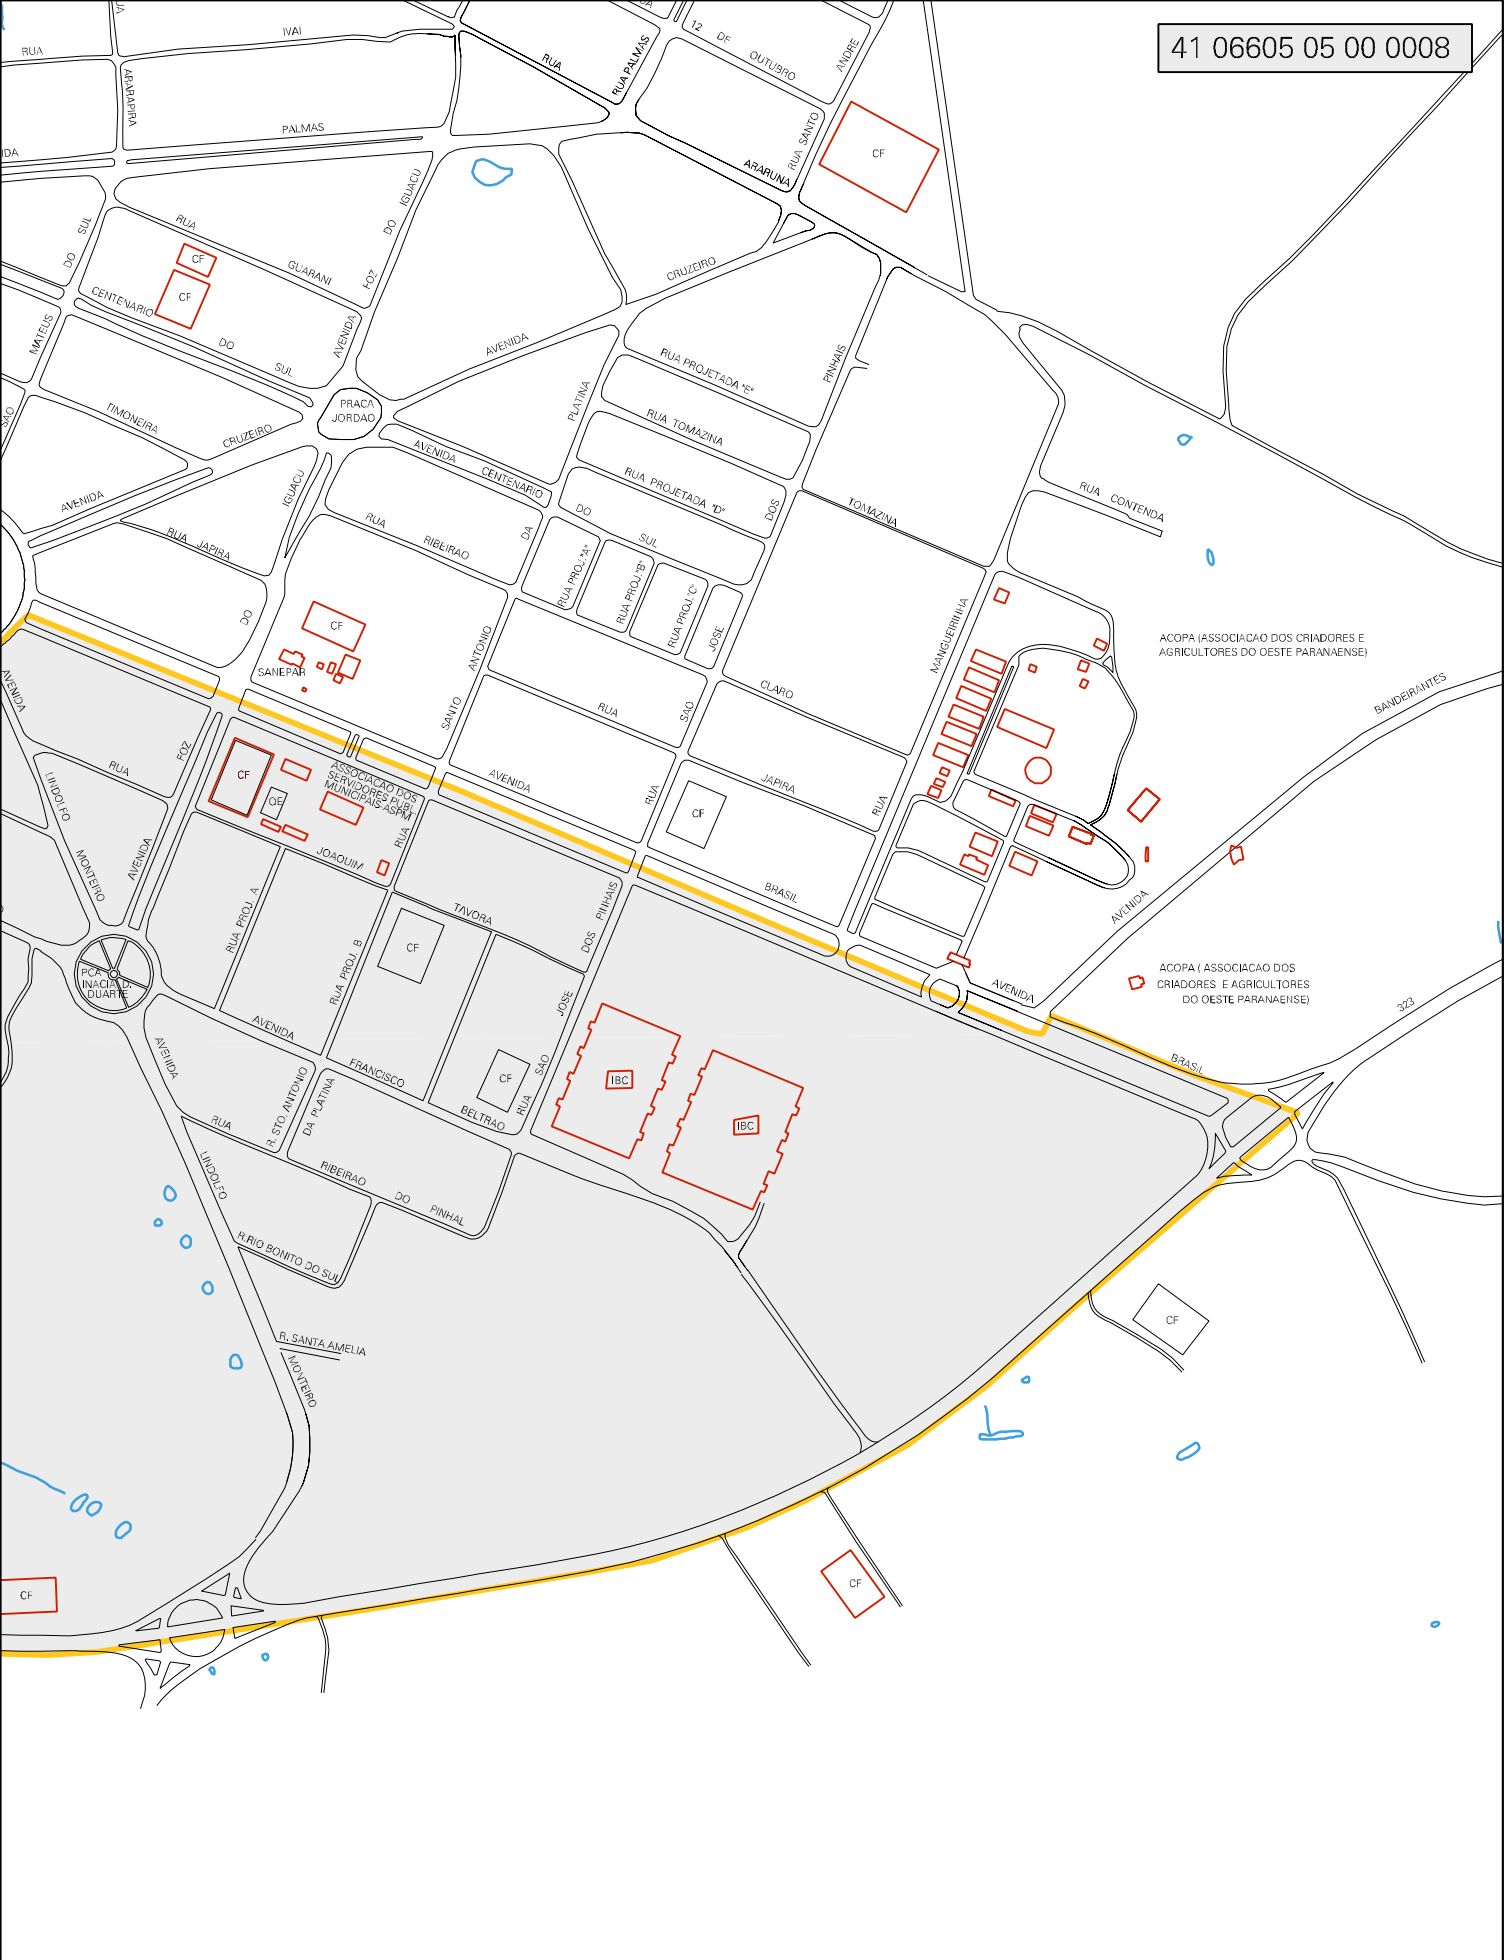 41 06605 05 00 0008
IVAI
RUA
ARARAPIRA
PALMAS
RUA
RUA PALMAS
12 DE OUTUBRO
ANDRE
RUA SANTO
ARARUNA
CF
IDA
IGUACU
DO
FOZ
AVENIDA
SUL
DO
RUA
GUARANI
CF
CF
CENTENARIO
DO
SUL
MATEUS
SAO
CRUZEIRO
AVENIDA
RUA PROJETADA "E"
PINHAIS
PLATINA
RUA TOMAZINA
PRACA
JORDAO
TIMONEIRA
CRUZEIRO
AVENIDA
AVENIDA
CENTENARIO
RUA PROJETADA "D"
DOS
TOMAZINA
RUA CONTENDA
IGUACU
RUA JAPIRA
RUA
RIBEIRAO
DA
DO
SUL
RUA PROJ."A"
RUA PROJ."B"
RUA PROJ."C"
JOSE
DO
CF
SANEPAR
ANTONIO
SANTO
MANGUEIRINHA
ACOPA (ASSOCIACAO DOS CRIADORES E
AGRICULTORES DO OESTE PARANAENSE)
BANDEIRANTES
CLARO
RUA
SAO
AVENIDA
FOZ
RUA
LINDOLFO
CF
QE
ASSOCIACAO DOS
SERVIDORES PUBL.
MUNICIPAIS-ASPM
AVENIDA
JAPIRA
RUA
CF
RUA
RUA
JOAQUIM
MONTEIRO
AVENIDA
RUA PROJ. A
TAVORA
PINHAIS
BRASIL
AVENIDA
CF
DOS
RUA PROJ. B
PCA
INACIA D.
DUARTE
AVENIDA
ACOPA ( ASSOCIACAO DOS
CRIADORES E AGRICULTORES
DO OESTE PARANAENSE)
323
JOSE
AVENIDA
AVENIDA
FRANCISCO
SAO
CF
IBC
BRASIL
R. STO. ANTONIO
DA PLATINA
BELTRAO
RUA
IBC
RUA
LINDOLFO
RIBEIRAO
DO
PINHAL
R.RIO BONITO DO SUL
R. SANTA AMELIA
MONTEIRO
CF
CF
CF